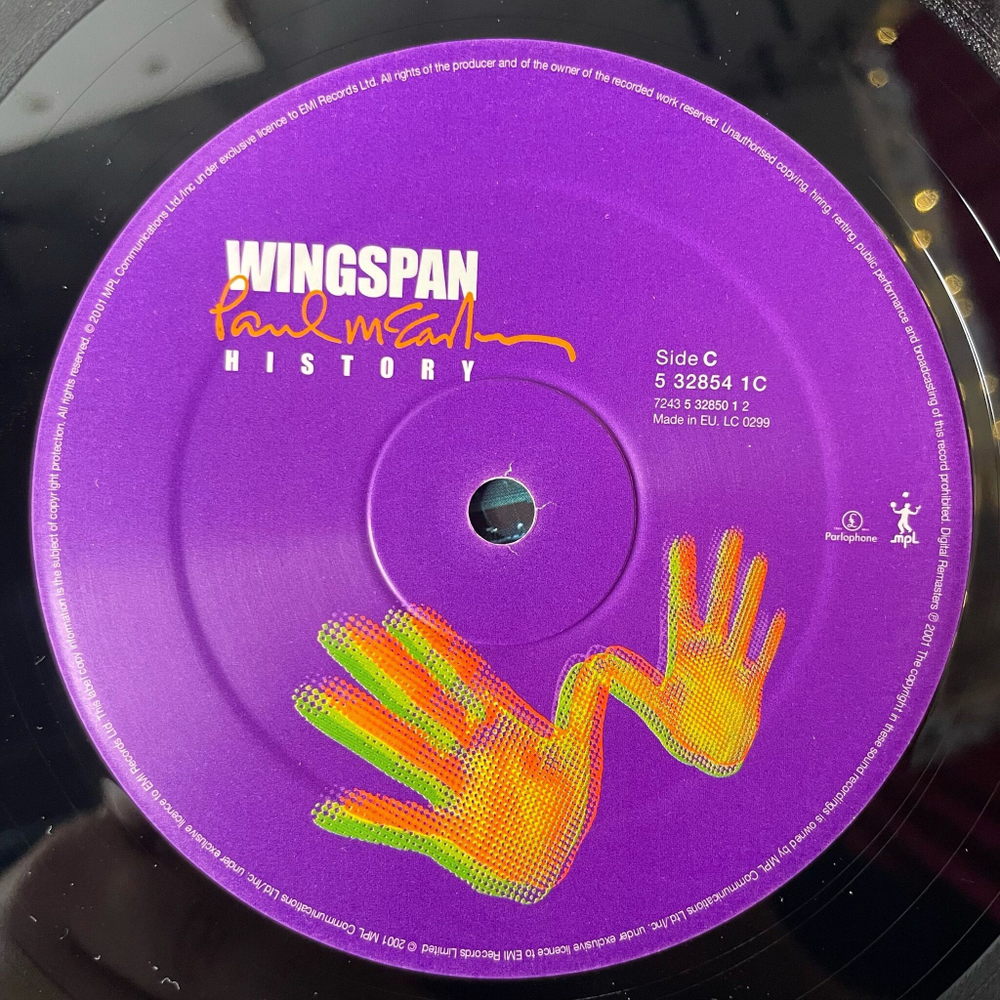 WINGSPAN
Paul McCartney
HISTORY
Side C
5 32854 1C
7243 5 32850 1 2
Made in EU. LC 0299
£
Parlophone
mpl
This label copy information is the subject of copyright protection. All rights reserved. © 2001 MPL Communications Ltd./Inc under exclusive licence to EMI Records Ltd. All rights of the producer and of the owner of the recorded work reserved. Unauthorised copying, hiring, renting, public performance and broadcasting of this record prohibited. Digital Remasters ℗ 2001 The copyright in these sound recordings is owned by MPL Communications Ltd./Inc. under exclusive licence to EMI Records Limited © 2001 MPL Communications Ltd./Inc. under exclusive licence to EMI Records Ltd